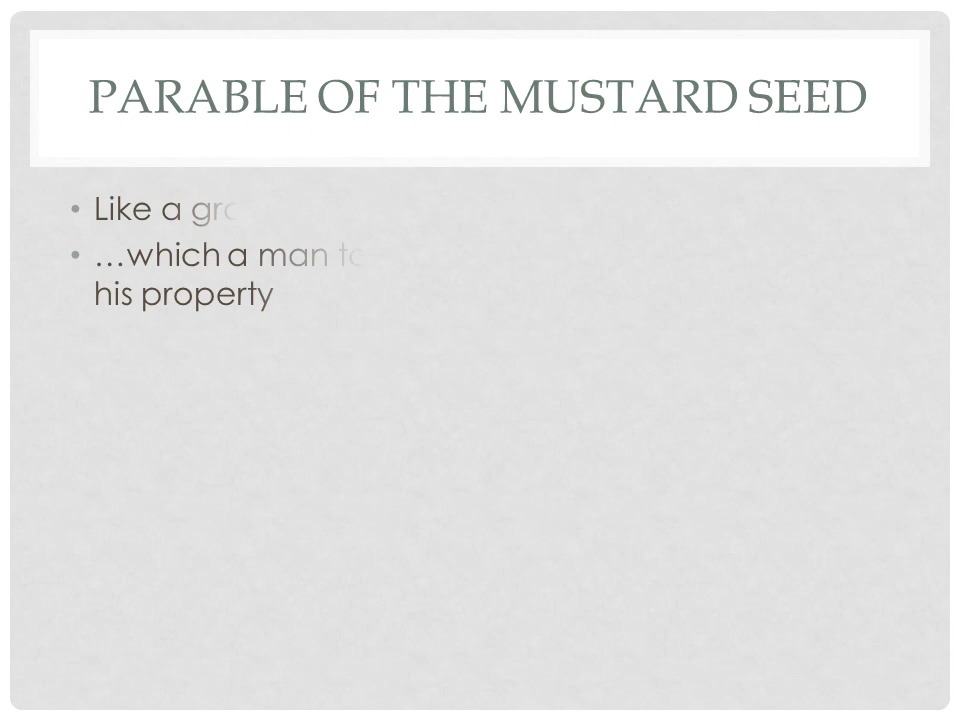 PARABLE OF THE MUSTARD SEED
• Like a
• …which a man
his property